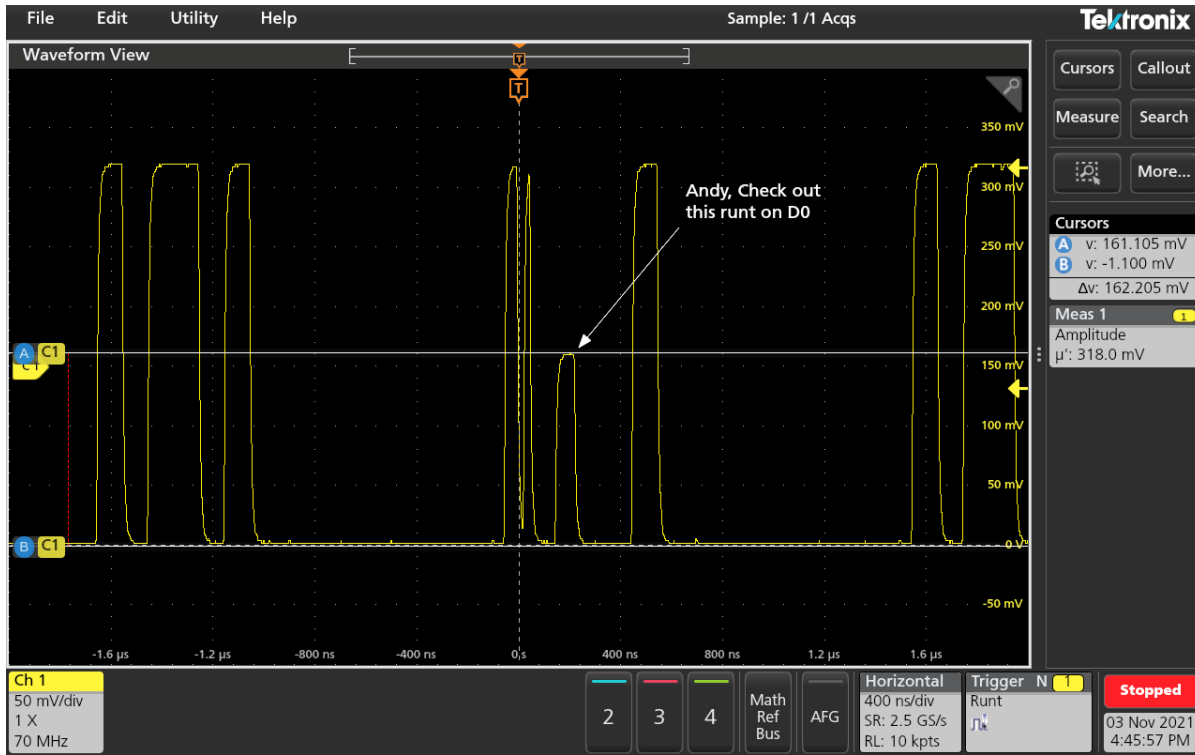 File Edit Utility Help Sample: 1 /1 Acqs Tektronix
Waveform View
T
T
Cursors Callout
Measure Search
More...
350 mV
300 mV
250 mV
200 mV
150 mV
100 mV
50 mV
0 V
-50 mV
Andy, Check out
this runt on D0
A C1
C1
B C1
-1.6 µs -1.2 µs -800 ns -400 ns 0 s 400 ns 800 ns 1.2 µs 1.6 µs
Cursors
A v: 161.105 mV
B v: -1.100 mV
Δv: 162.205 mV
Meas 1 1
Amplitude
µ': 318.0 mV
Ch 1
50 mV/div
1 X
70 MHz
2 3 4
Math
Ref
Bus
AFG
Horizontal
400 ns/div
SR: 2.5 GS/s
RL: 10 kpts
Trigger N 1
Runt
Stopped
03 Nov 2021
4:45:57 PM